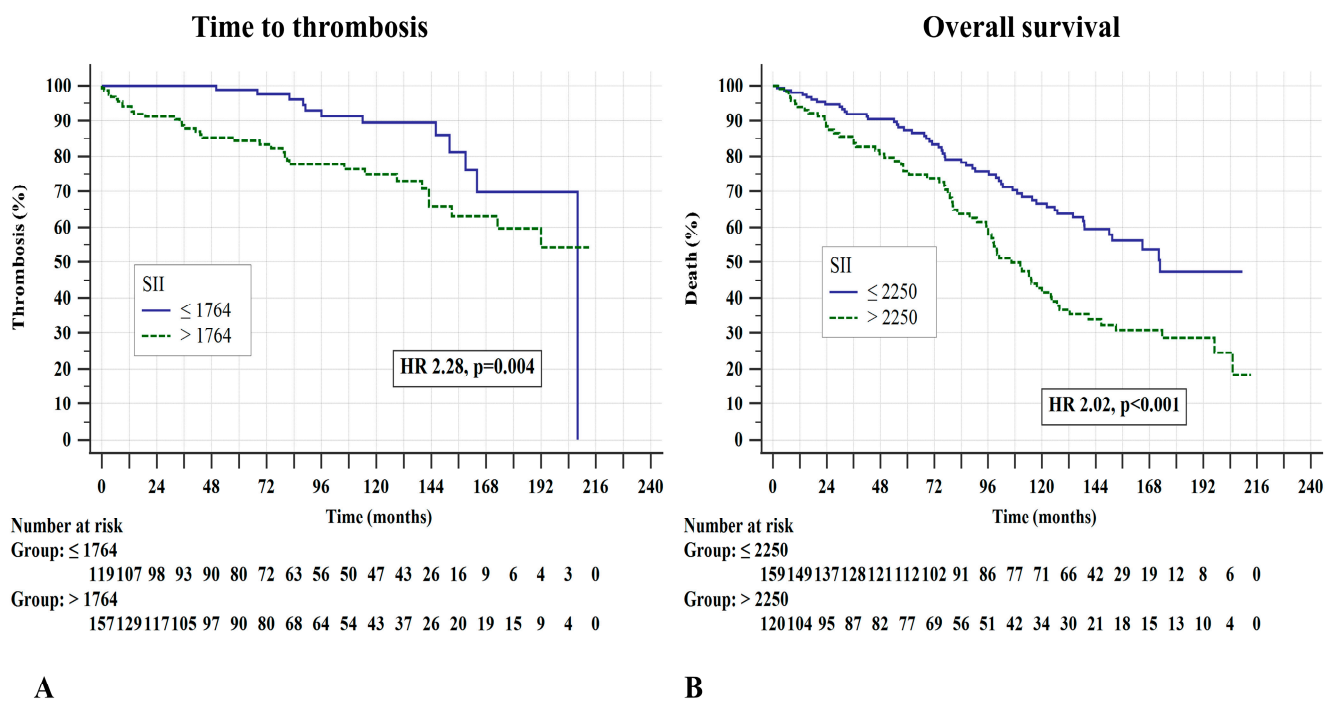 Time to thrombosis
Thrombosis (%)
100
90
80
70
60
50
40
30
20
10
0
SII
≤ 1764
> 1764
HR 2.28, p=0.004
0 24 48 72 96 120 144 168 192 216 240
Time (months)
Number at risk
Group: ≤ 1764
119 107 98 93 90 80 72 63 56 50 47 43 26 16 9 6 4 3 0
Group: > 1764
157 129 117 105 97 90 80 68 64 54 43 37 26 20 19 15 9 4 0
A
Overall survival
Death (%)
100
90
80
70
60
50
40
30
20
10
0
SII
≤ 2250
> 2250
HR 2.02, p<0.001
0 24 48 72 96 120 144 168 192 216 240
Time (months)
Number at risk
Group: ≤ 2250
159 149 137 128 121 112 102 91 86 77 71 66 42 29 19 12 8 6 0
Group: > 2250
120 104 95 87 82 77 69 56 51 42 34 30 21 18 15 13 10 4 0
B